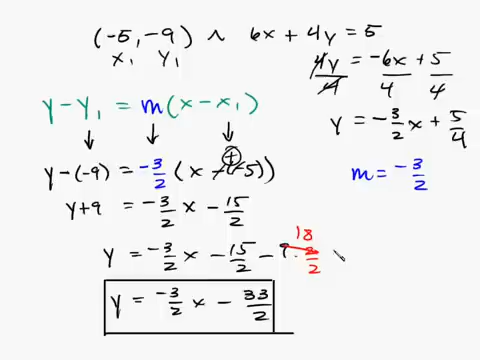 (-5, -9) ∿ 6x + 4y = 5
x₁ y₁
4y/4 = -6x/4 + 5/4
y = -3/2 x + 5/4
m = -3/2
y - y₁ = m(x - x₁)
y - (-9) = -3/2 (x - (-5))
+
y + 9 = -3/2 x - 15/2
18
y = -3/2 x - 15/2 - 9 · 2/2
y = -3/2 x - 33/2